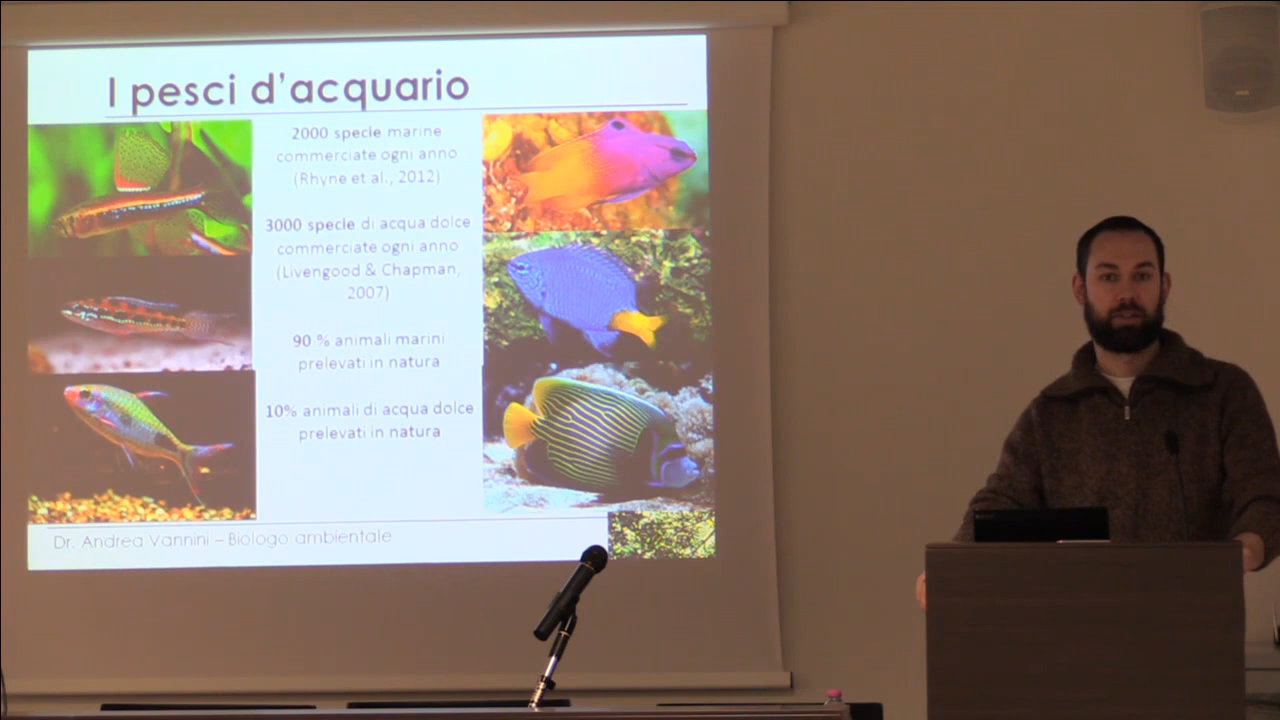 I pesci d'acquario
2000 specie marine
commerciate ogni anno
(Rhyne et al., 2012)
3000 specie di acqua dolce
commerciate ogni anno
(Livengood & Chapman,
2007)
90 % animali marini
prelevati in natura
10% animali di acqua dolce
prelevati in natura
Dr. Andrea Vannini – Biologo ambientale